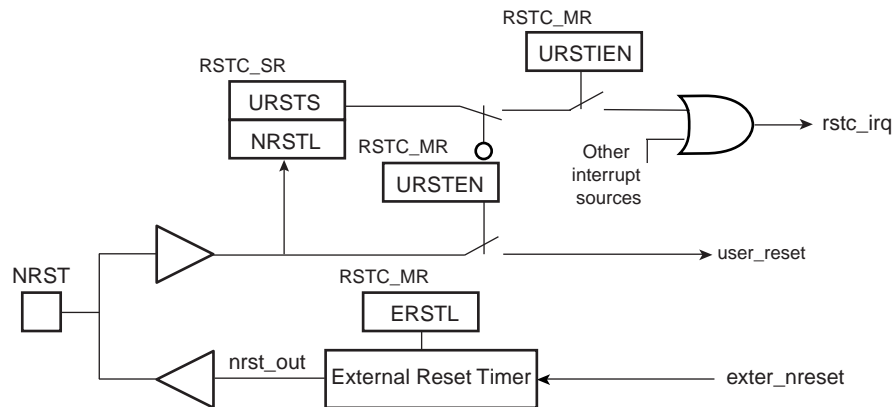 RSTC_MR
URSTIEN
RSTC_SR
URSTS
NRSTL
rstc_irq
RSTC_MR
URSTEN
Other
interrupt
sources
user_reset
NRST
RSTC_MR
ERSTL
nrst_out
External Reset Timer
exter_nreset